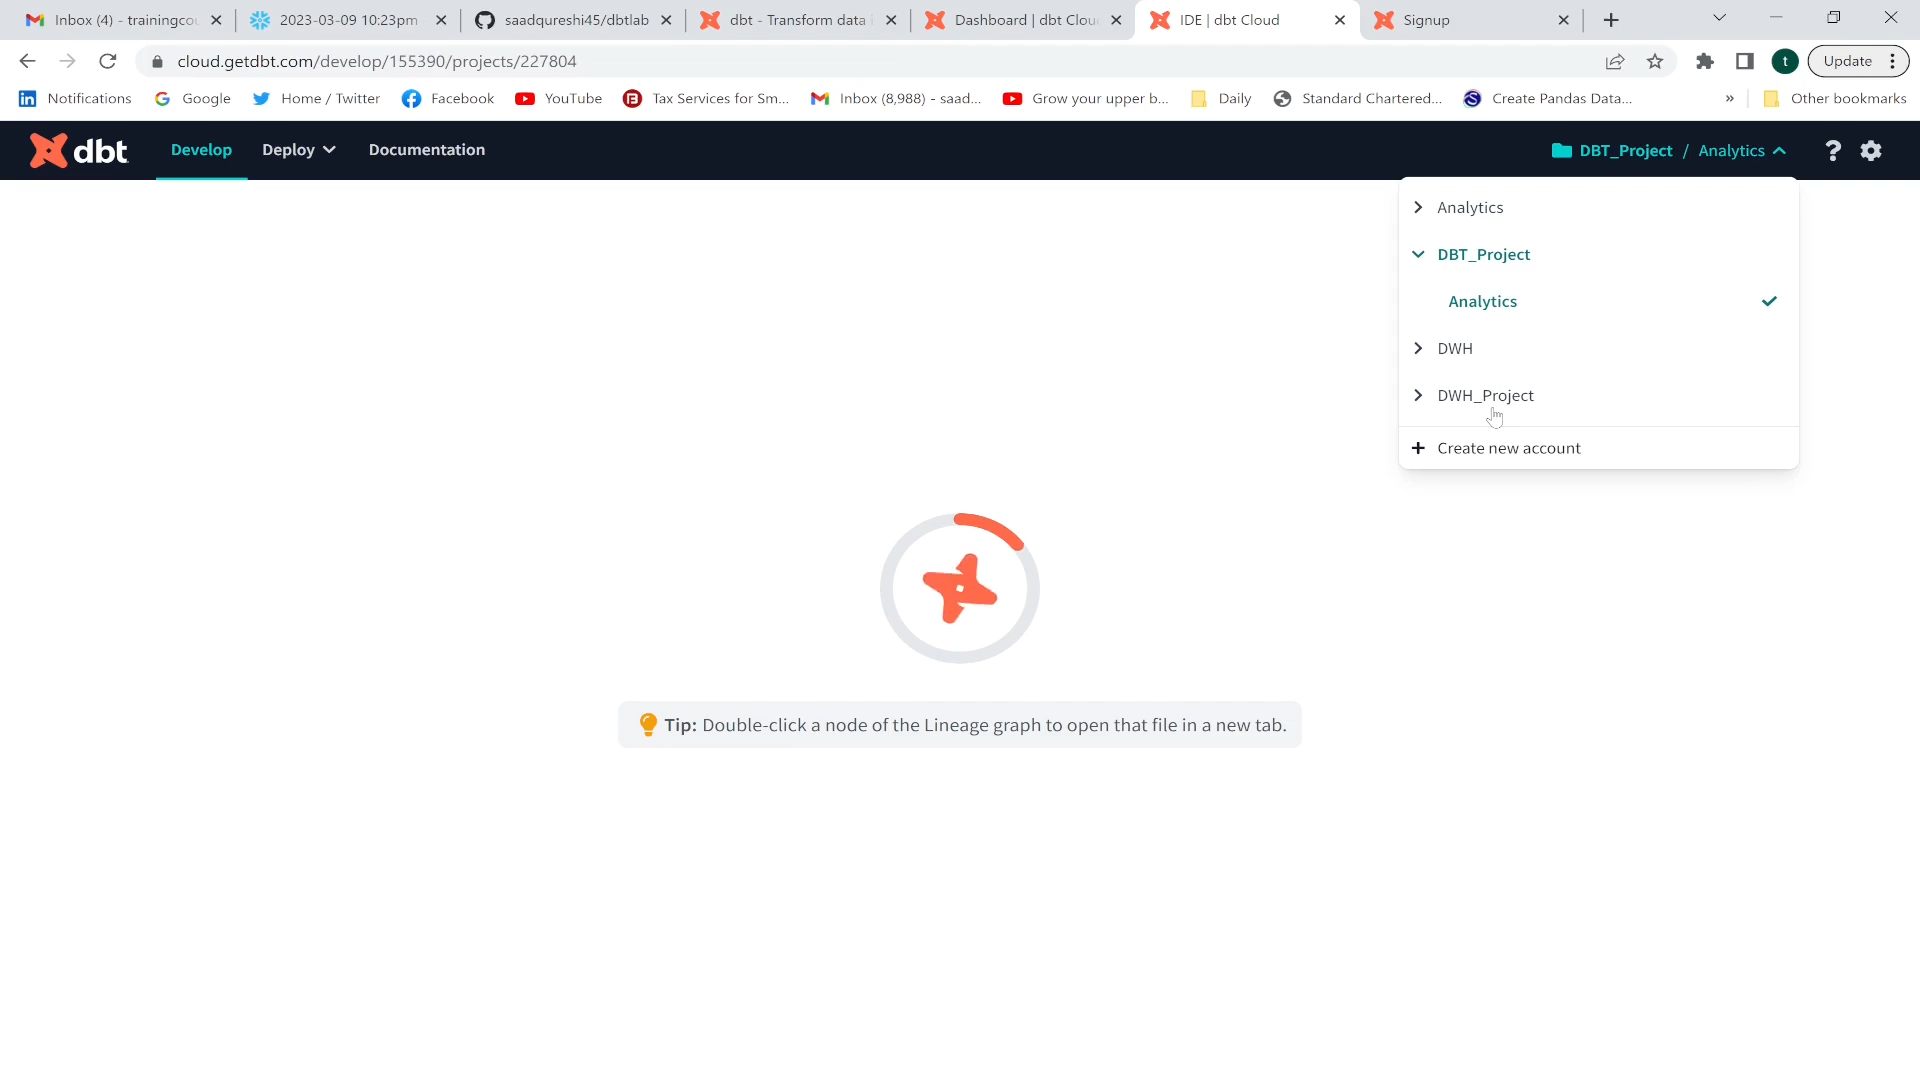 Inbox (4) - trainingcou
2023-03-09 10:23pm
saadqureshi45/dbtlab
dbt - Transform data i
Dashboard | dbt Clou
IDE | dbt Cloud
Signup
cloud.getdbt.com/develop/155390/projects/227804
t
Update
Notifications
Google
Home / Twitter
Facebook
YouTube
Tax Services for Sm...
Inbox (8,988) - saad...
Grow your upper b...
Daily
Standard Chartered...
Create Pandas Data...
»
Other bookmarks
dbt
Develop
Deploy
Documentation
DBT_Project / Analytics
?
Analytics
DBT_Project
Analytics
DWH
DWH_Project
+ Create new account
Tip: Double-click a node of the Lineage graph to open that file in a new tab.